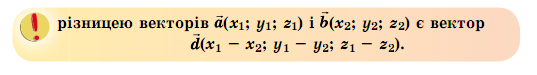 різницею векторів a⃗(x₁; y₁; z₁) і b⃗(x₂; y₂; z₂) є вектор
d⃗(x₁ − x₂; y₁ − y₂; z₁ − z₂).